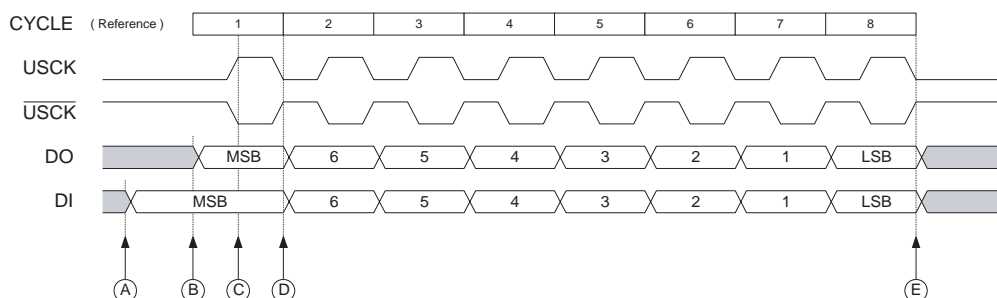 CYCLE ( Reference ) 1 2 3 4 5 6 7 8
USCK
USCK
DO MSB 6 5 4 3 2 1 LSB
DI MSB 6 5 4 3 2 1 LSB
A B C D E